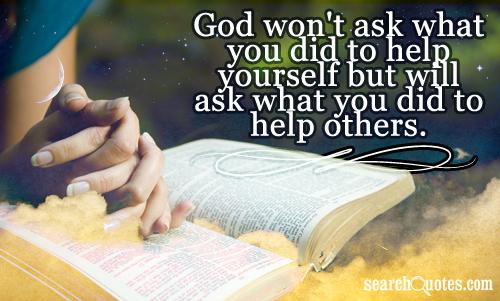 God won't ask what
you did to help
yourself but will
ask what you did to
help others.
searchQuotes.com